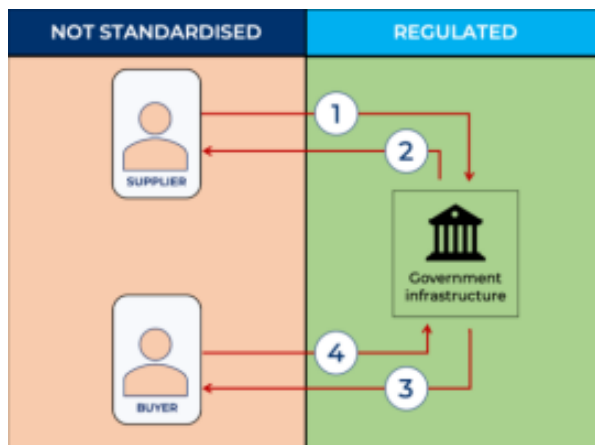 NOT STANDARDISED
REGULATED
1
2
SUPPLIER
Government
infrastructure
4
3
BUYER